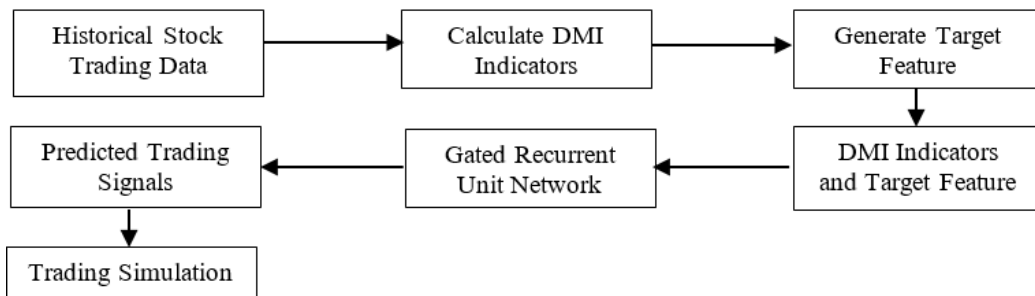 Historical Stock
Trading Data
Calculate DMI
Indicators
Generate Target
Feature
DMI Indicators
and Target Feature
Gated Recurrent
Unit Network
Predicted Trading
Signals
Trading Simulation